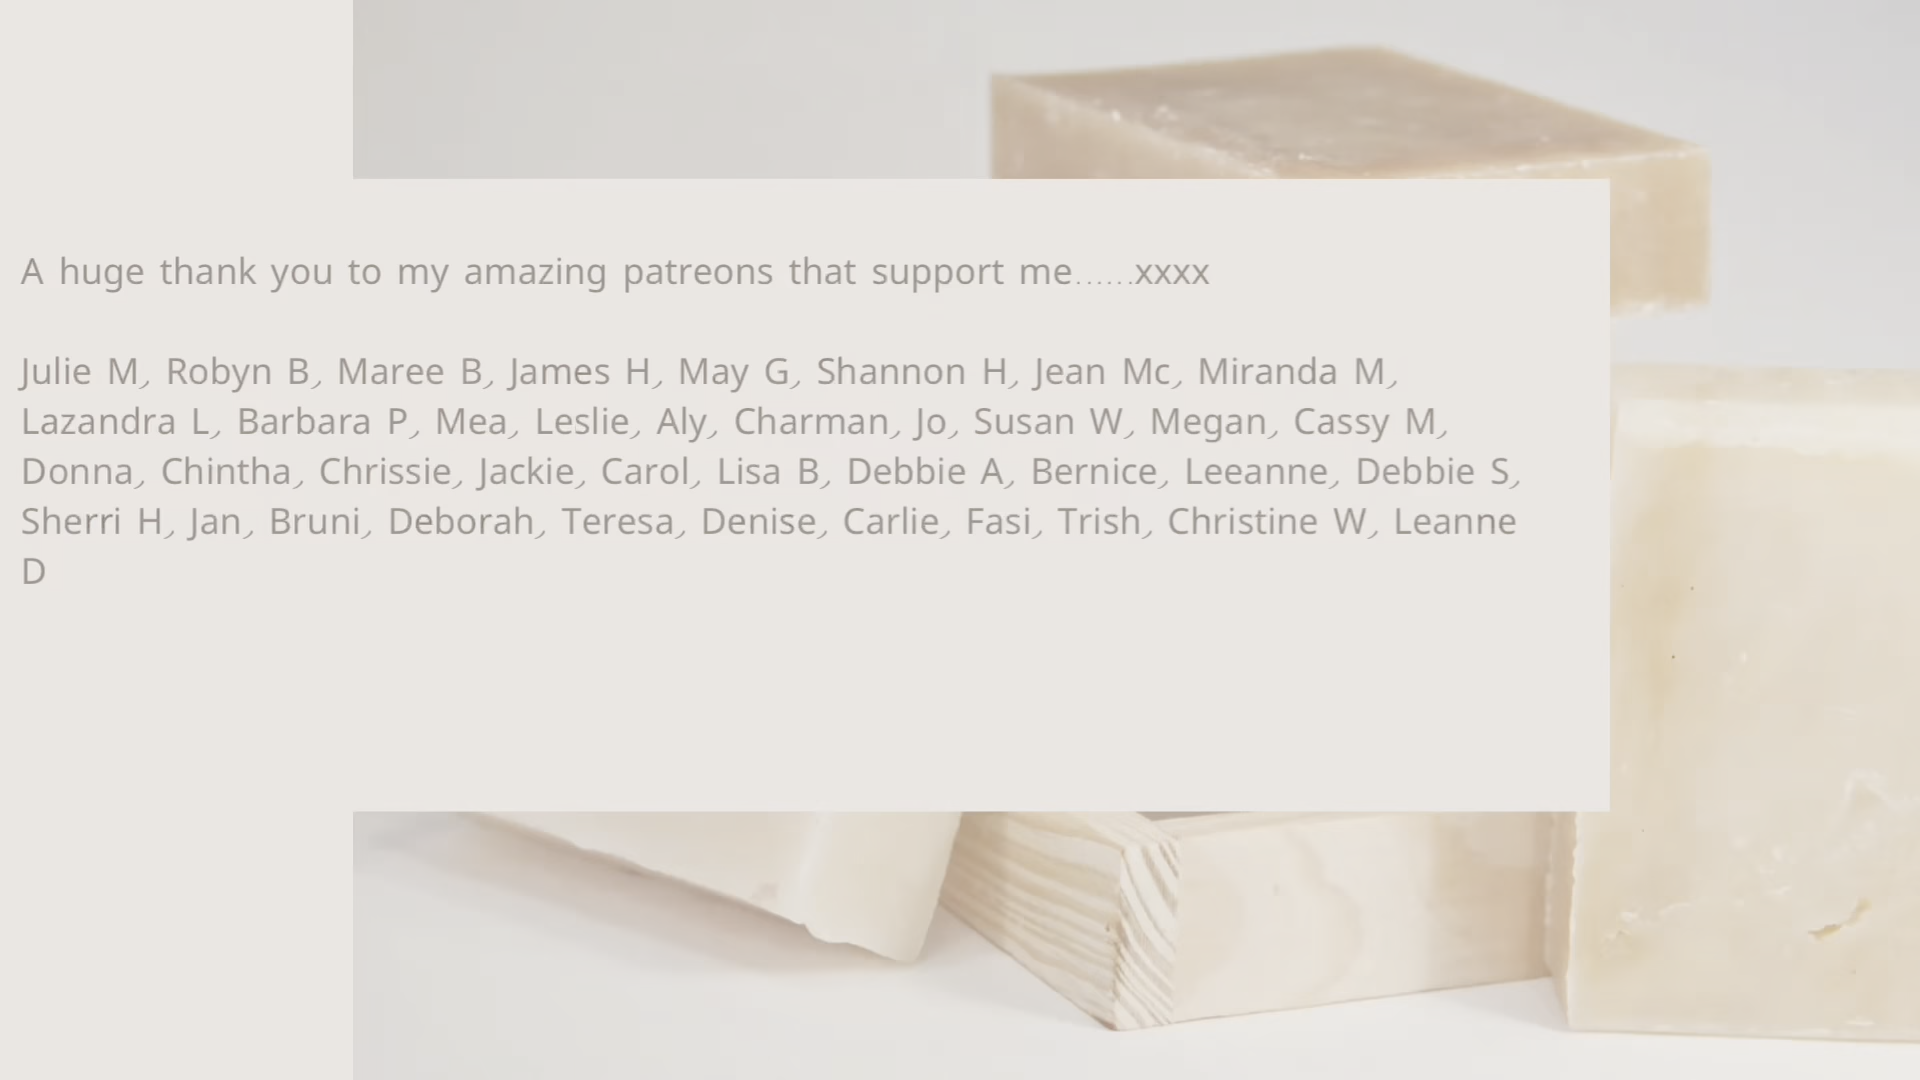 A huge thank you to my amazing patreons that support me......xxxx
Julie M, Robyn B, Maree B, James H, May G, Shannon H, Jean Mc, Miranda M,
Lazandra L, Barbara P, Mea, Leslie, Aly, Charman, Jo, Susan W, Megan, Cassy M,
Donna, Chintha, Chrissie, Jackie, Carol, Lisa B, Debbie A, Bernice, Leeanne, Debbie S,
Sherri H, Jan, Bruni, Deborah, Teresa, Denise, Carlie, Fasi, Trish, Christine W, Leanne
D